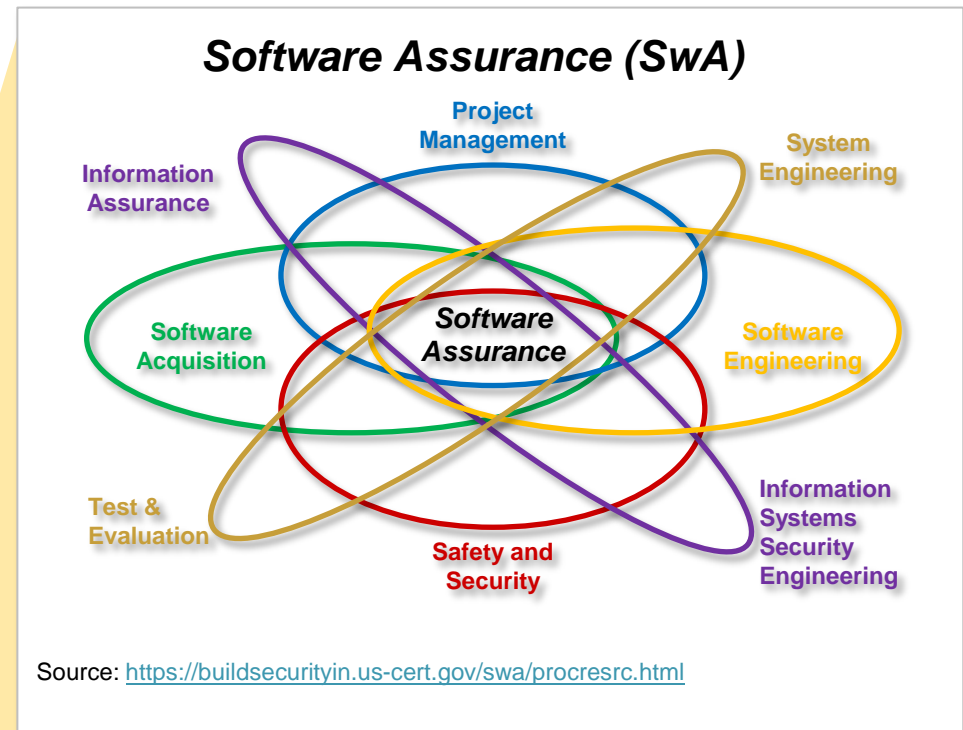 Software Assurance (SwA)
Project
Management
System
Engineering
Information
Assurance
Software
Acquisition
Software
Assurance
Software
Engineering
Test &
Evaluation
Safety and
Security
Information
Systems
Security
Engineering
Source: https://buildsecurityin.us-cert.gov/swa/procresrc.html